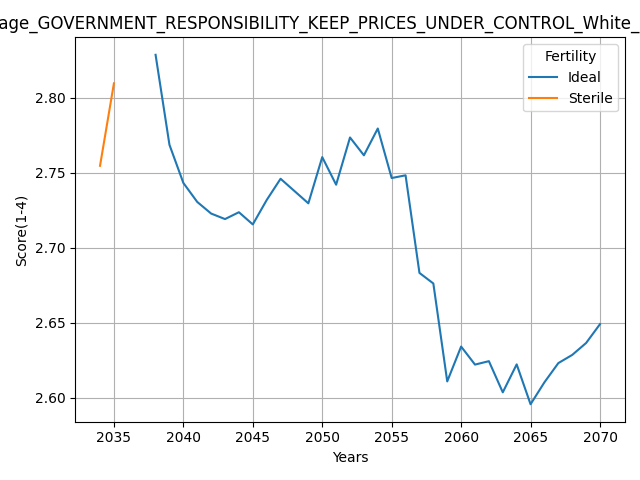 age_GOVERNMENT_RESPONSIBILITY_KEEP_PRICES_UNDER_CONTROL_White_
Fertility
Ideal
Sterile
Score(1-4)
2.80
2.75
2.70
2.65
2.60
2035 2040 2045 2050 2055 2060 2065 2070
Years